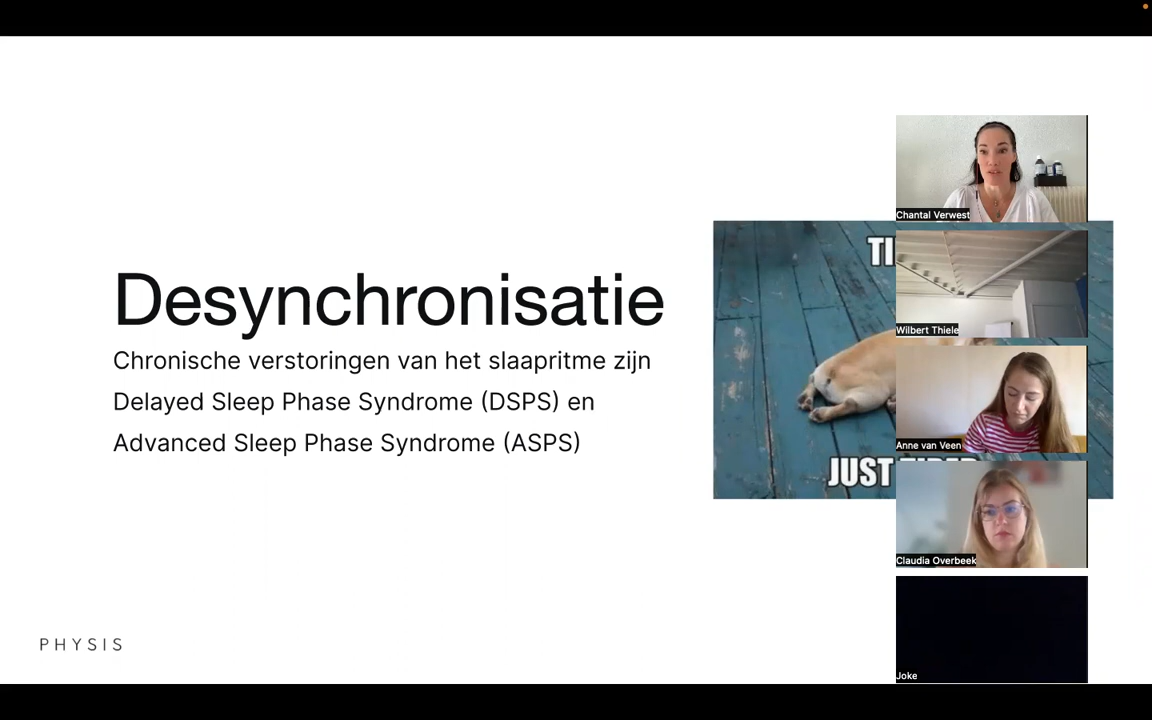 Desynchronisatie
Chronische verstoringen van het slaapritme zijn
Delayed Sleep Phase Syndrome (DSPS) en
Advanced Sleep Phase Syndrome (ASPS)
PHYSIS
TI
JUST
Chantal Verwest
Wilbert Thiele
Anne van Veen
Claudia Overbeek
Joke